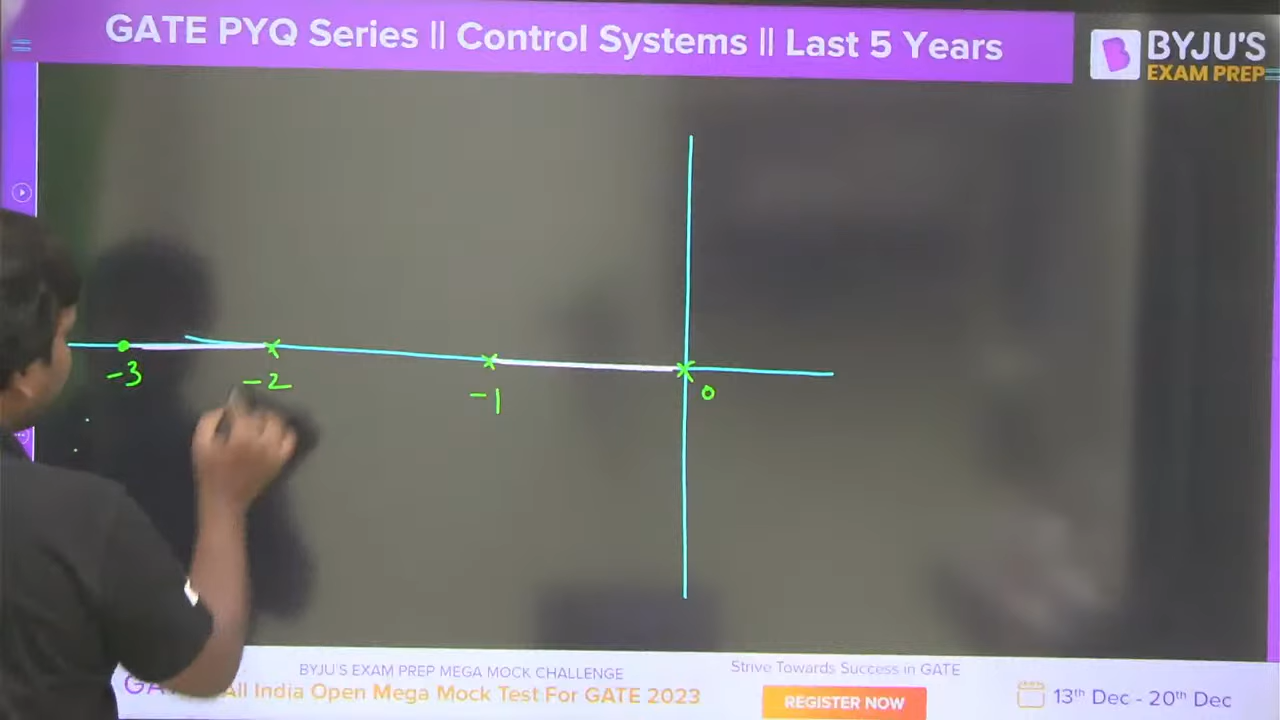 GATE PYQ Series || Control Systems || Last 5 Years
BYJU'S
EXAM PREP
-3
-2
-1
0
BYJU'S EXAM PREP MEGA MOCK CHALLENGE
All India Open Mega Mock Test For GATE 2023
Strive Towards Success in GATE
REGISTER NOW
13th Dec - 20th Dec